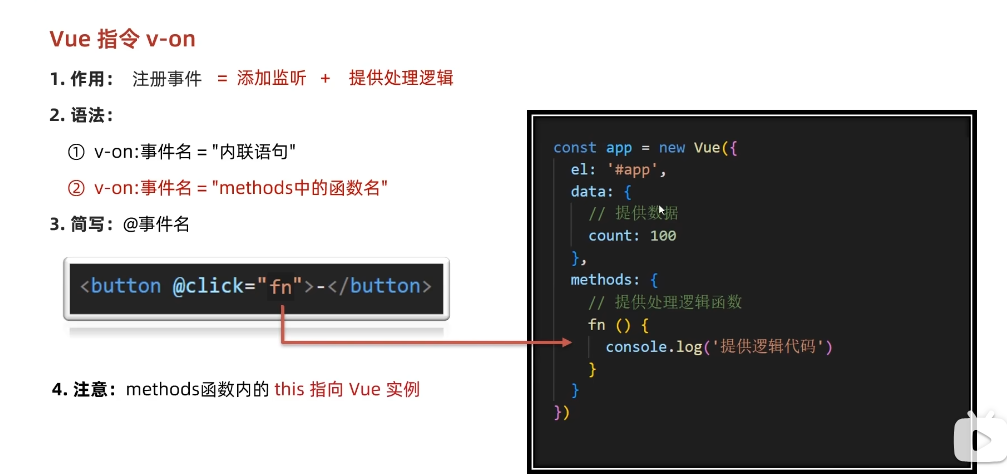 Vue 指令 v-on
1. 作用： 注册事件 = 添加监听 + 提供处理逻辑
2. 语法：
① v-on:事件名 = "内联语句"
② v-on:事件名 = "methods中的函数名"
3. 简写：@事件名
<button @click="fn">-</button>
4. 注意：methods函数内的 this 指向 Vue 实例
const app = new Vue({
el: '#app',
data: {
// 提供数据
count: 100
},
methods: {
// 提供处理逻辑函数
fn () {
console.log('提供逻辑代码')
}
}
})